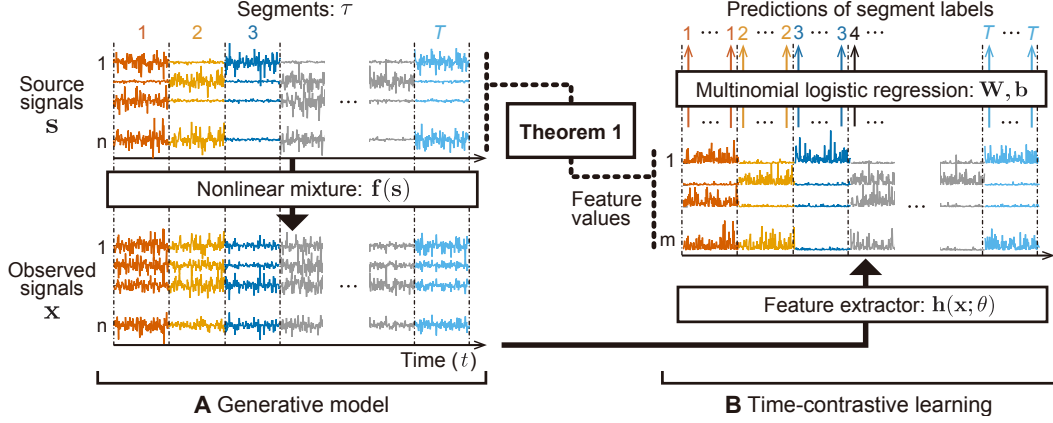 Segments: τ
1 2 3 T
Source
signals
s
1
n
Nonlinear mixture: f(s)
Observed
signals
x
1
n
...
...
Time (t)
A Generative model
Theorem 1
Feature
values
Predictions of segment labels
1 ... 1 2 ... 2 3 ... 3 4 ... T ... T
Multinomial logistic regression: W, b
... ... ... ... ...
1
m
...
Feature extractor: h(x; θ)
B Time-contrastive learning